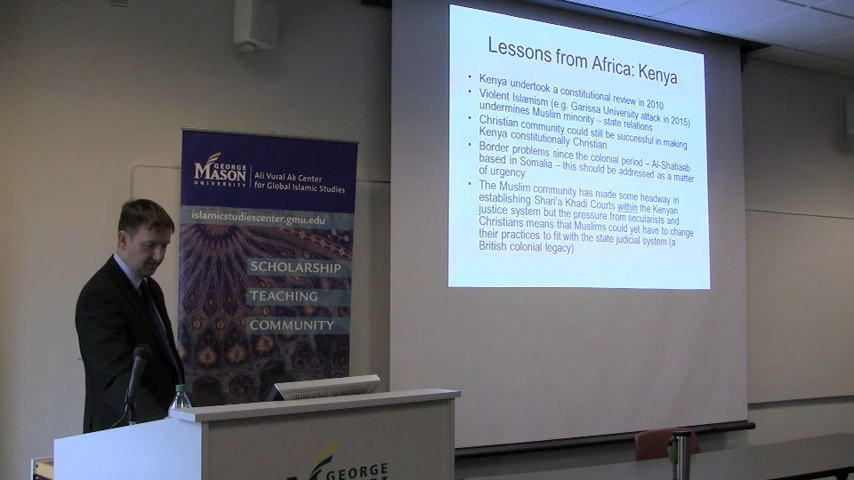 Lessons from Africa: Kenya
• Kenya undertook a constitutional review in 2010
• Violent Islamism (e.g. Garissa University attack in 2015)
undermines Muslim minority – state relations
• Christian community could still be successful in making
Kenya constitutionally Christian
• Border problems since the colonial period – Al-Shabaab
based in Somalia – this should be addressed as a matter
of urgency
• The Muslim community has made some headway in
establishing Shari'a Khadi Courts within the Kenyan
justice system but the pressure from secularists and
Christians means that Muslims could yet have to change
their practices to fit with the state judicial system (a
British colonial legacy)
GEORGE
MASON
UNIVERSITY
Ali Vural Ak Center
for Global Islamic Studies
islamicstudiescenter.gmu.edu
SCHOLARSHIP
TEACHING
COMMUNITY
GEORGE